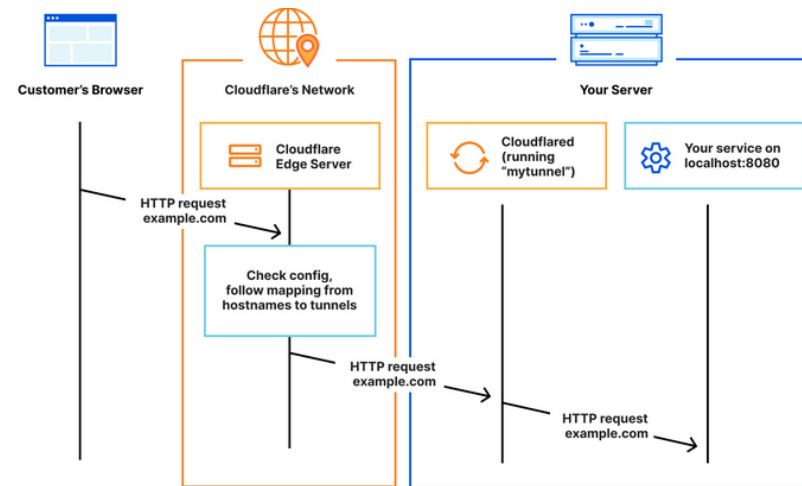 Customer's Browser
Cloudflare's Network
Your Server
Cloudflare
Edge Server
Cloudflared
(running
"mytunnel")
Your service on
localhost:8080
HTTP request
example.com
Check config,
follow mapping from
hostnames to tunnels
HTTP request
example.com
HTTP request
example.com